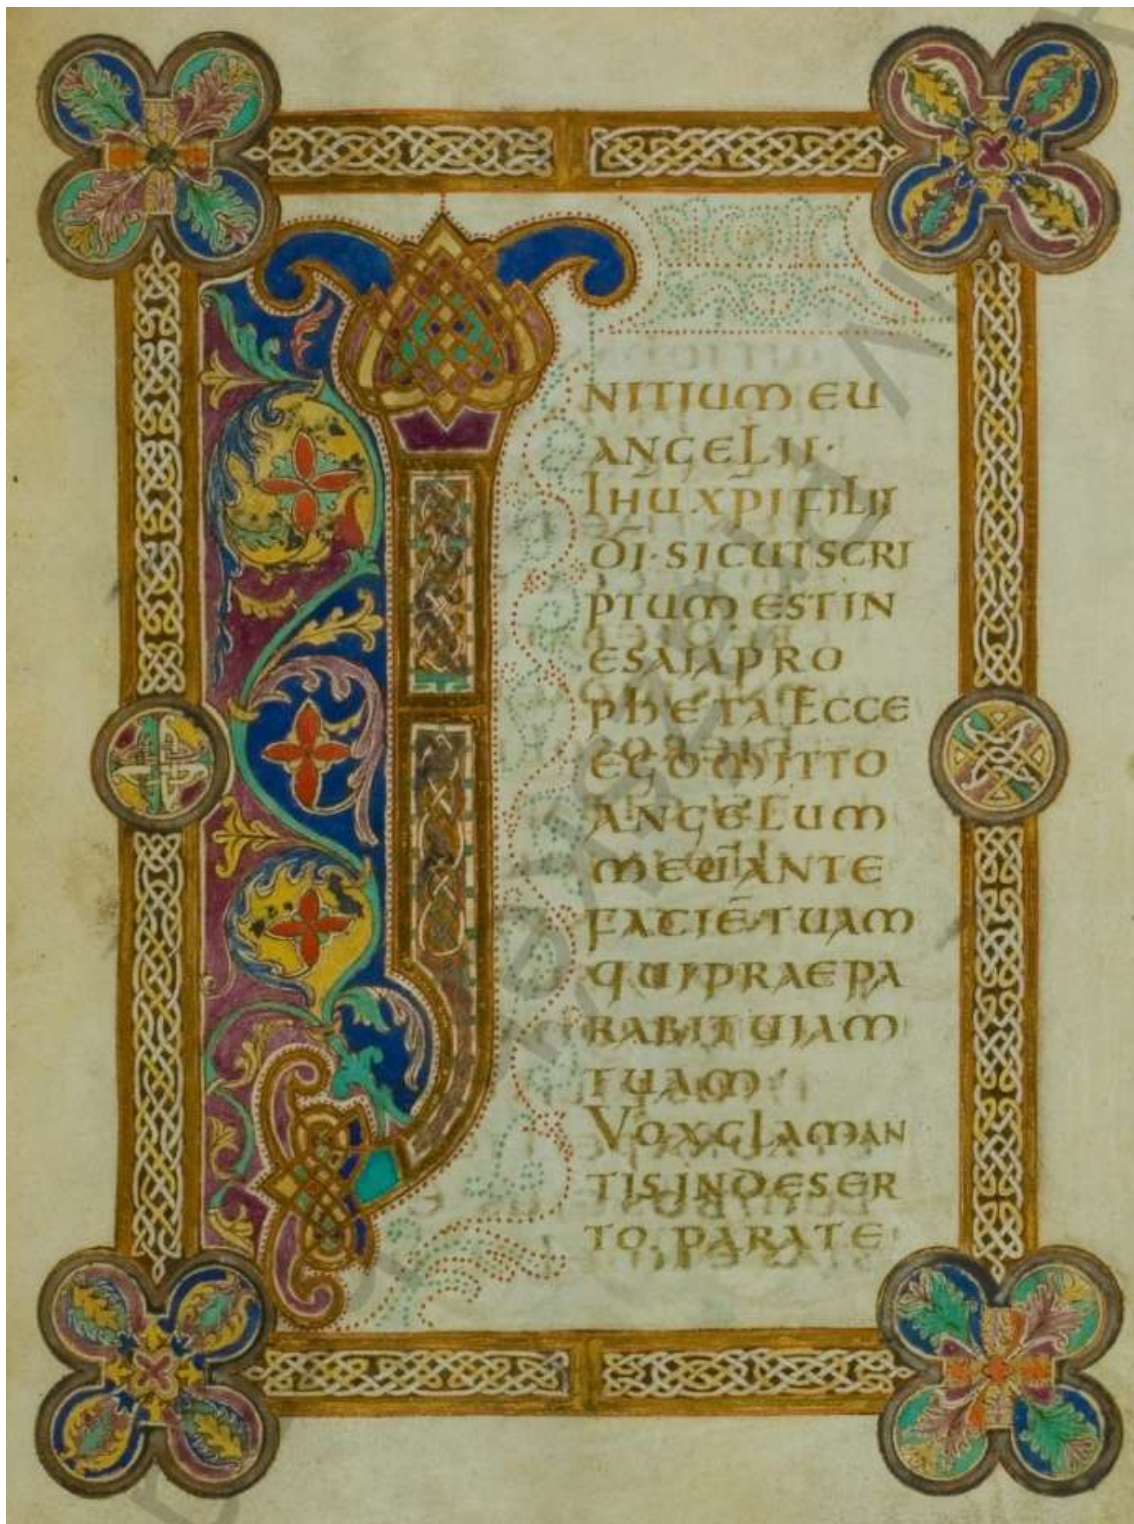 I
NITIUM EU
ANGELII·
IHU XPI FILII
DI· SICUT SCRI
PTUM EST IN
ESAIA PRO
PHETA ECCE
EGO MITTO
ANGELUM
MEUM ANTE
FACIĒ TUAM
QUI PRAEPA
RABIT UIAM
TUAM
VOX CLAMAN
TIS IN DESER
TO. PARATE